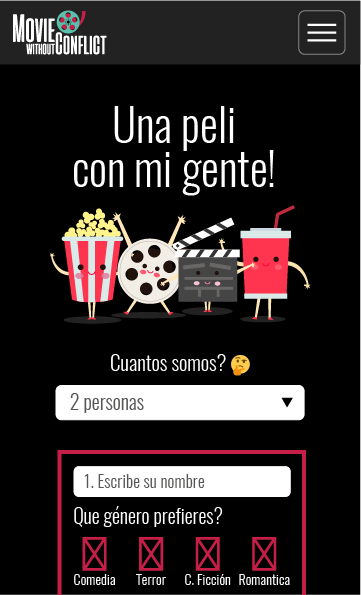 MOVIE
WITHOUT CONFLICT
Una peli
con mi gente!
Cuantos somos? 🤔
2 personas
1. Escribe su nombre
Que género prefieres?
Comedia Terror C. Ficción Romantica